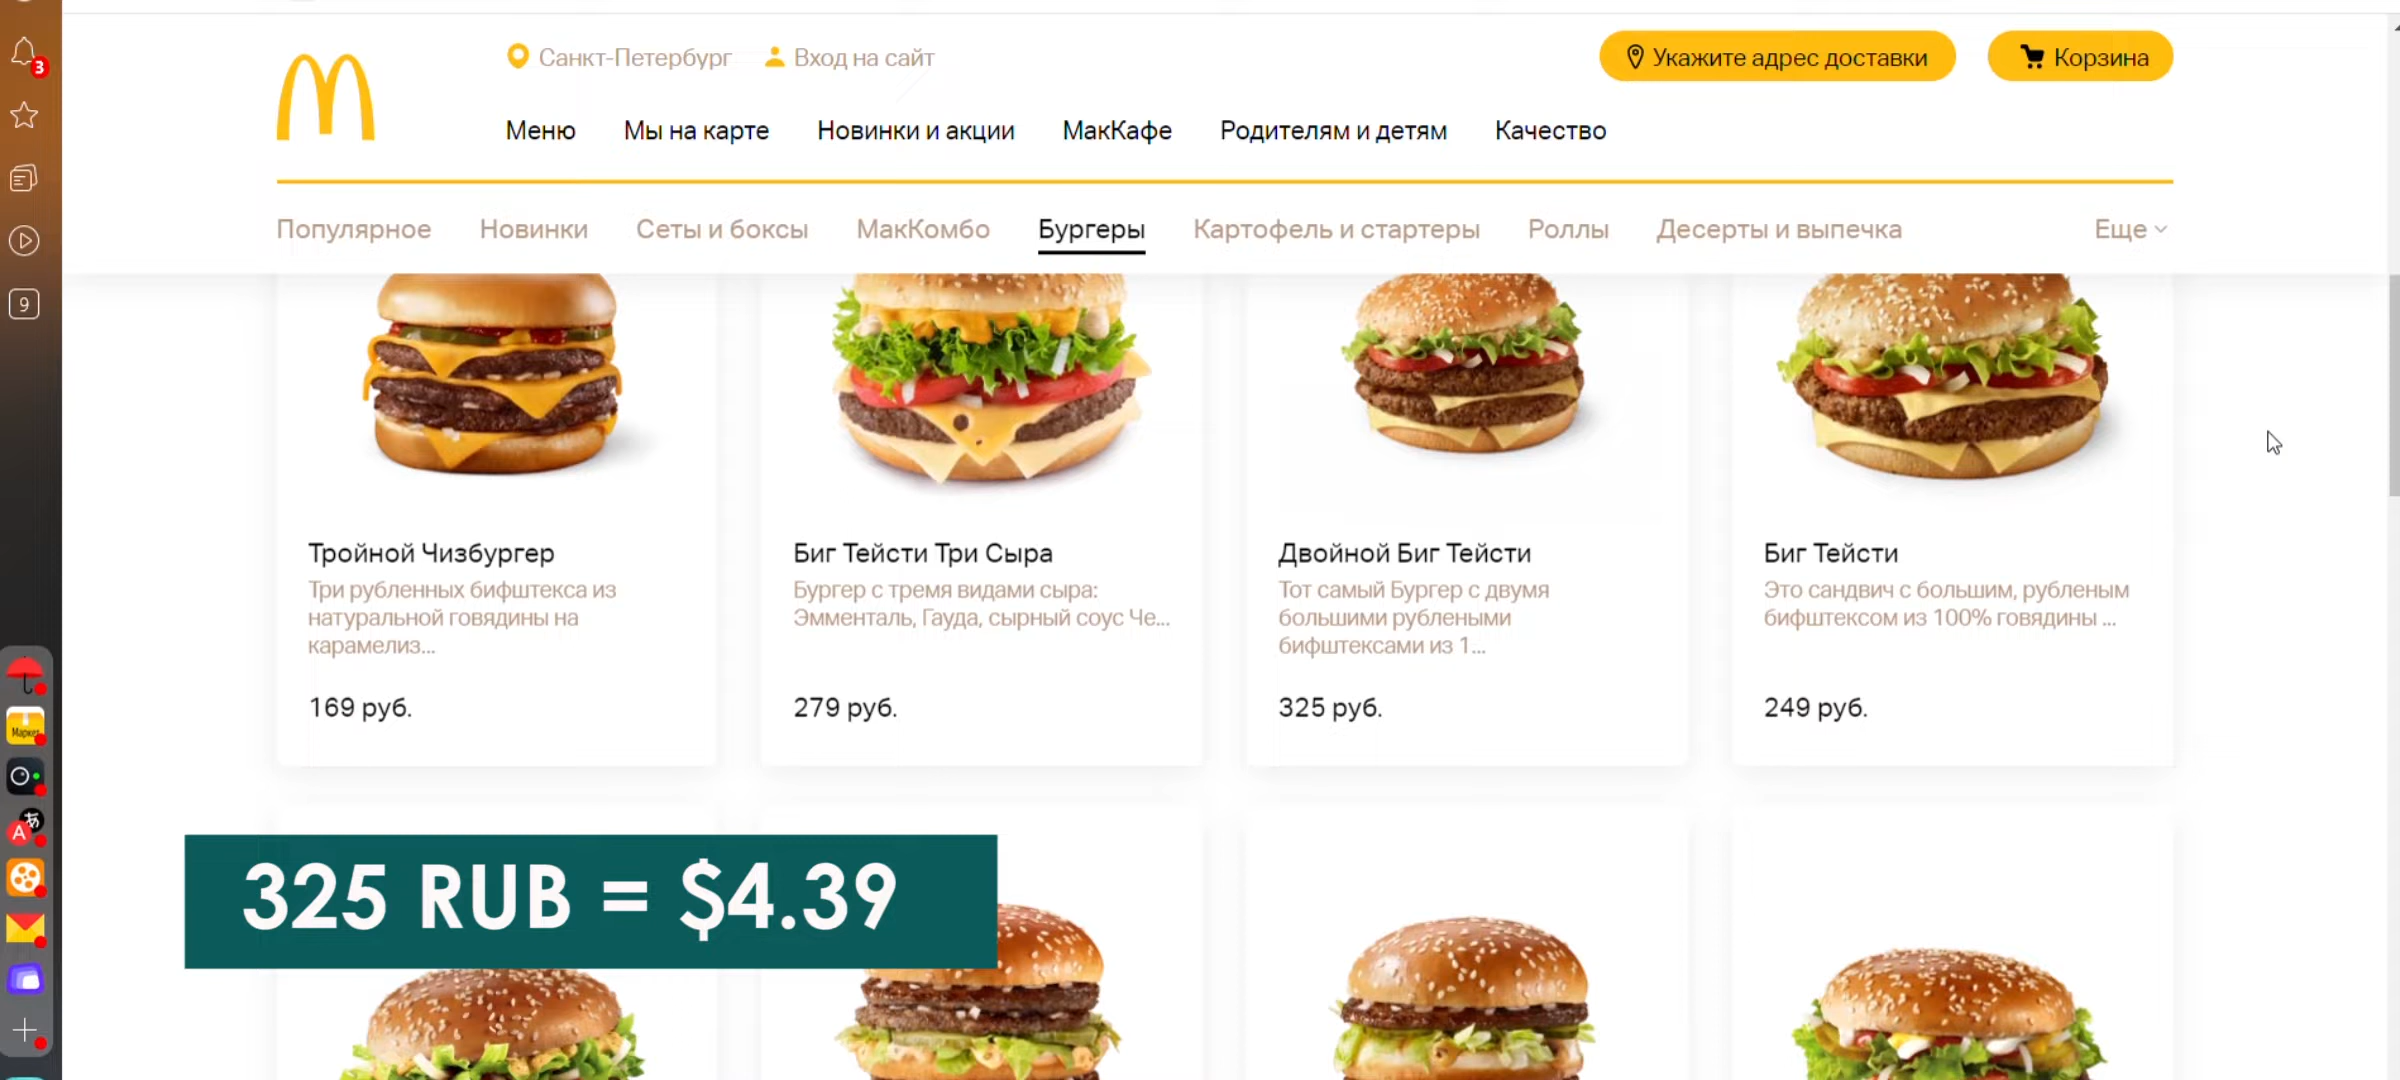 3
Санкт-Петербург
Вход на сайт
Укажите адрес доставки
Корзина
Меню
Мы на карте
Новинки и акции
МакКафе
Родителям и детям
Качество
Популярное
Новинки
Сеты и боксы
МакКомбо
Бургеры
Картофель и стартеры
Роллы
Десерты и выпечка
Еще
9
Тройной Чизбургер
Три рубленных бифштекса из
натуральной говядины на
карамелиз...
169 руб.
Биг Тейсти Три Сыра
Бургер с тремя видами сыра:
Эмменталь, Гауда, сырный соус Че...
279 руб.
Двойной Биг Тейсти
Тот самый Бургер с двумя
большими рублеными
бифштексами из 1...
325 руб.
Биг Тейсти
Это сандвич с большим, рубленым
бифштексом из 100% говядины ...
249 руб.
Маркет
あ
A
325 RUB = $4.39